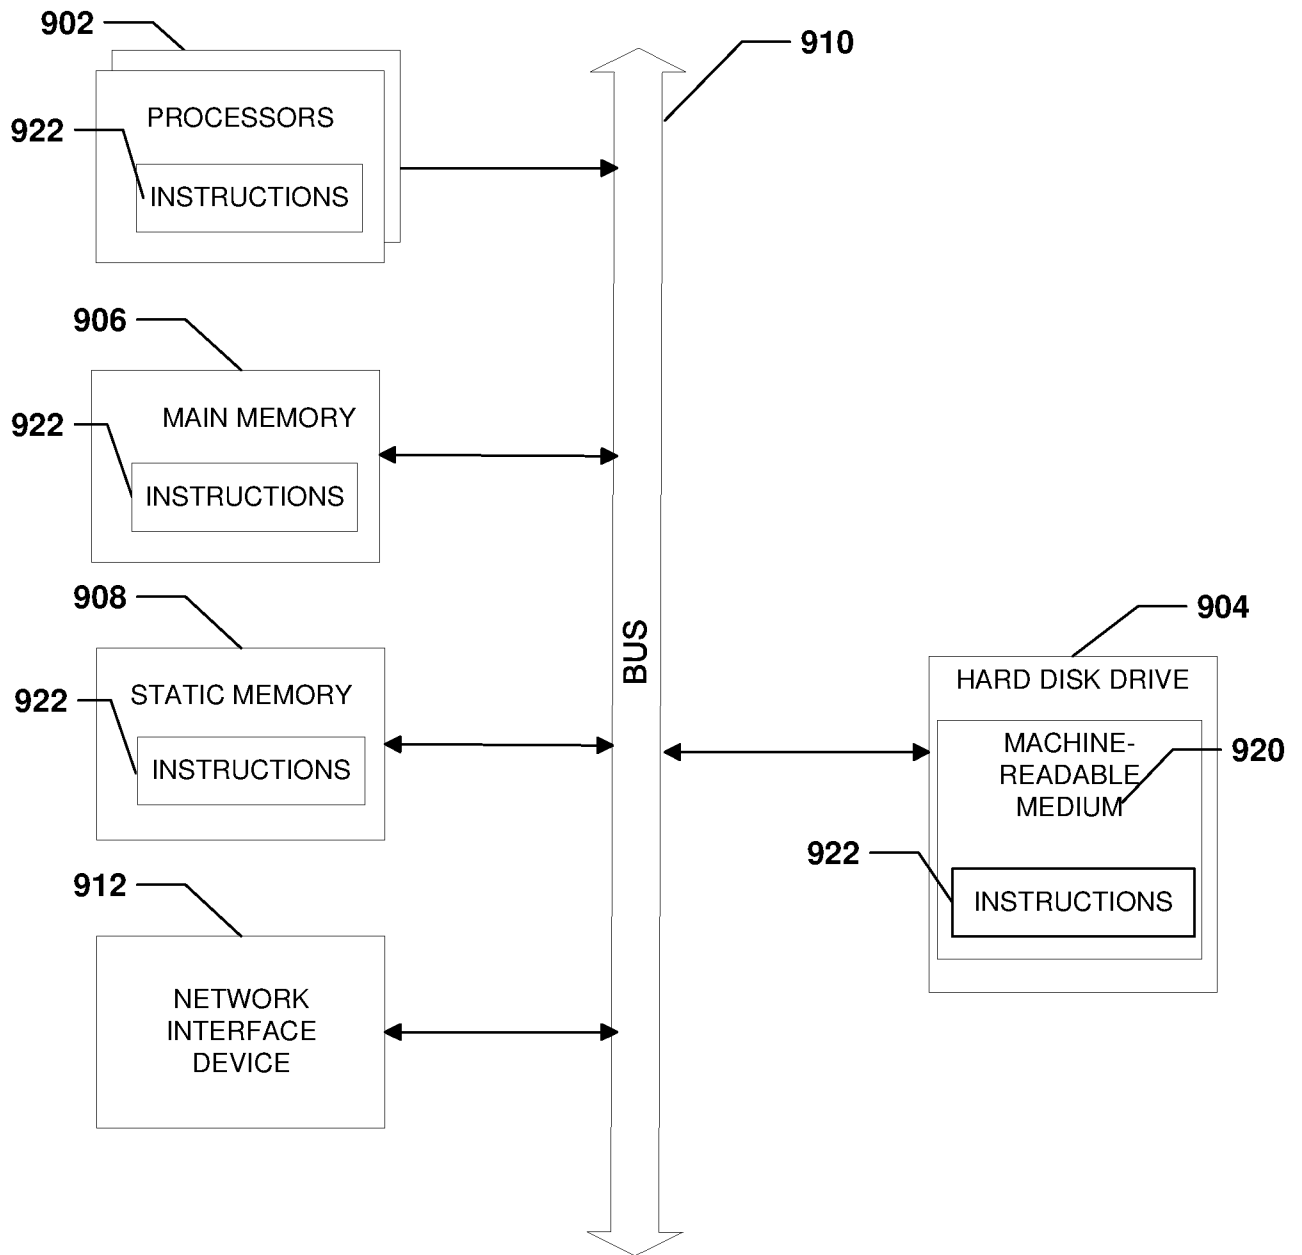 902
910
PROCESSORS
922
INSTRUCTIONS
906
MAIN MEMORY
922
INSTRUCTIONS
908
STATIC MEMORY
922
INSTRUCTIONS
912
NETWORK
INTERFACE
DEVICE
BUS
904
HARD DISK DRIVE
MACHINE-
READABLE
MEDIUM
920
922
INSTRUCTIONS